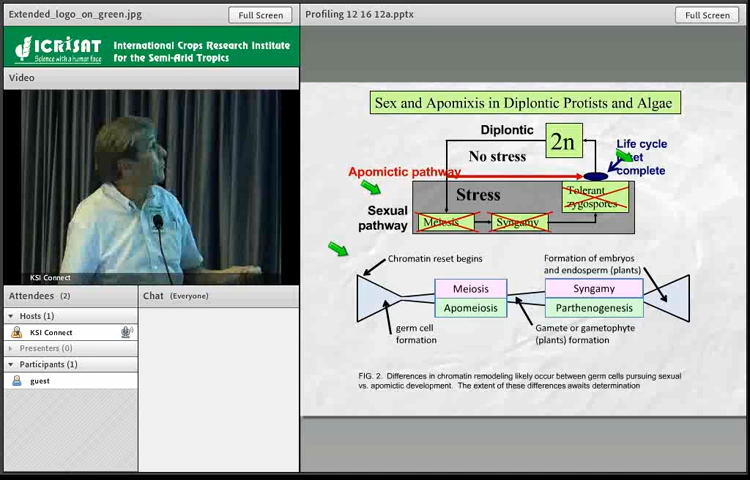 Extended_logo_on_green.jpg
Full Screen
Profiling 12 16 12a.pptx
Full Screen
ICRISAT
Science with a human face
International Crops Research Institute
for the Semi-Arid Tropics
Video
KSI Connect
Attendees (2)
Hosts (1)
KSI Connect
Presenters (0)
Participants (1)
guest
Chat (Everyone)
Sex and Apomixis in Diplontic Protists and Algae
Diplontic
2n
No stress
Life cycle
complete
Apomictic pathway
Stress
Tolerant
zygospores
Sexual
pathway
Meiosis
Syngamy
Chromatin reset begins
Formation of embryos
and endosperm (plants)
Meiosis
Apomeiosis
Syngamy
Parthenogenesis
germ cell
formation
Gamete or gametophyte
(plants) formation
FIG. 2. Differences in chromatin remodeling likely occur between germ cells pursuing sexual
vs. apomictic development. The extent of these differences awaits determination